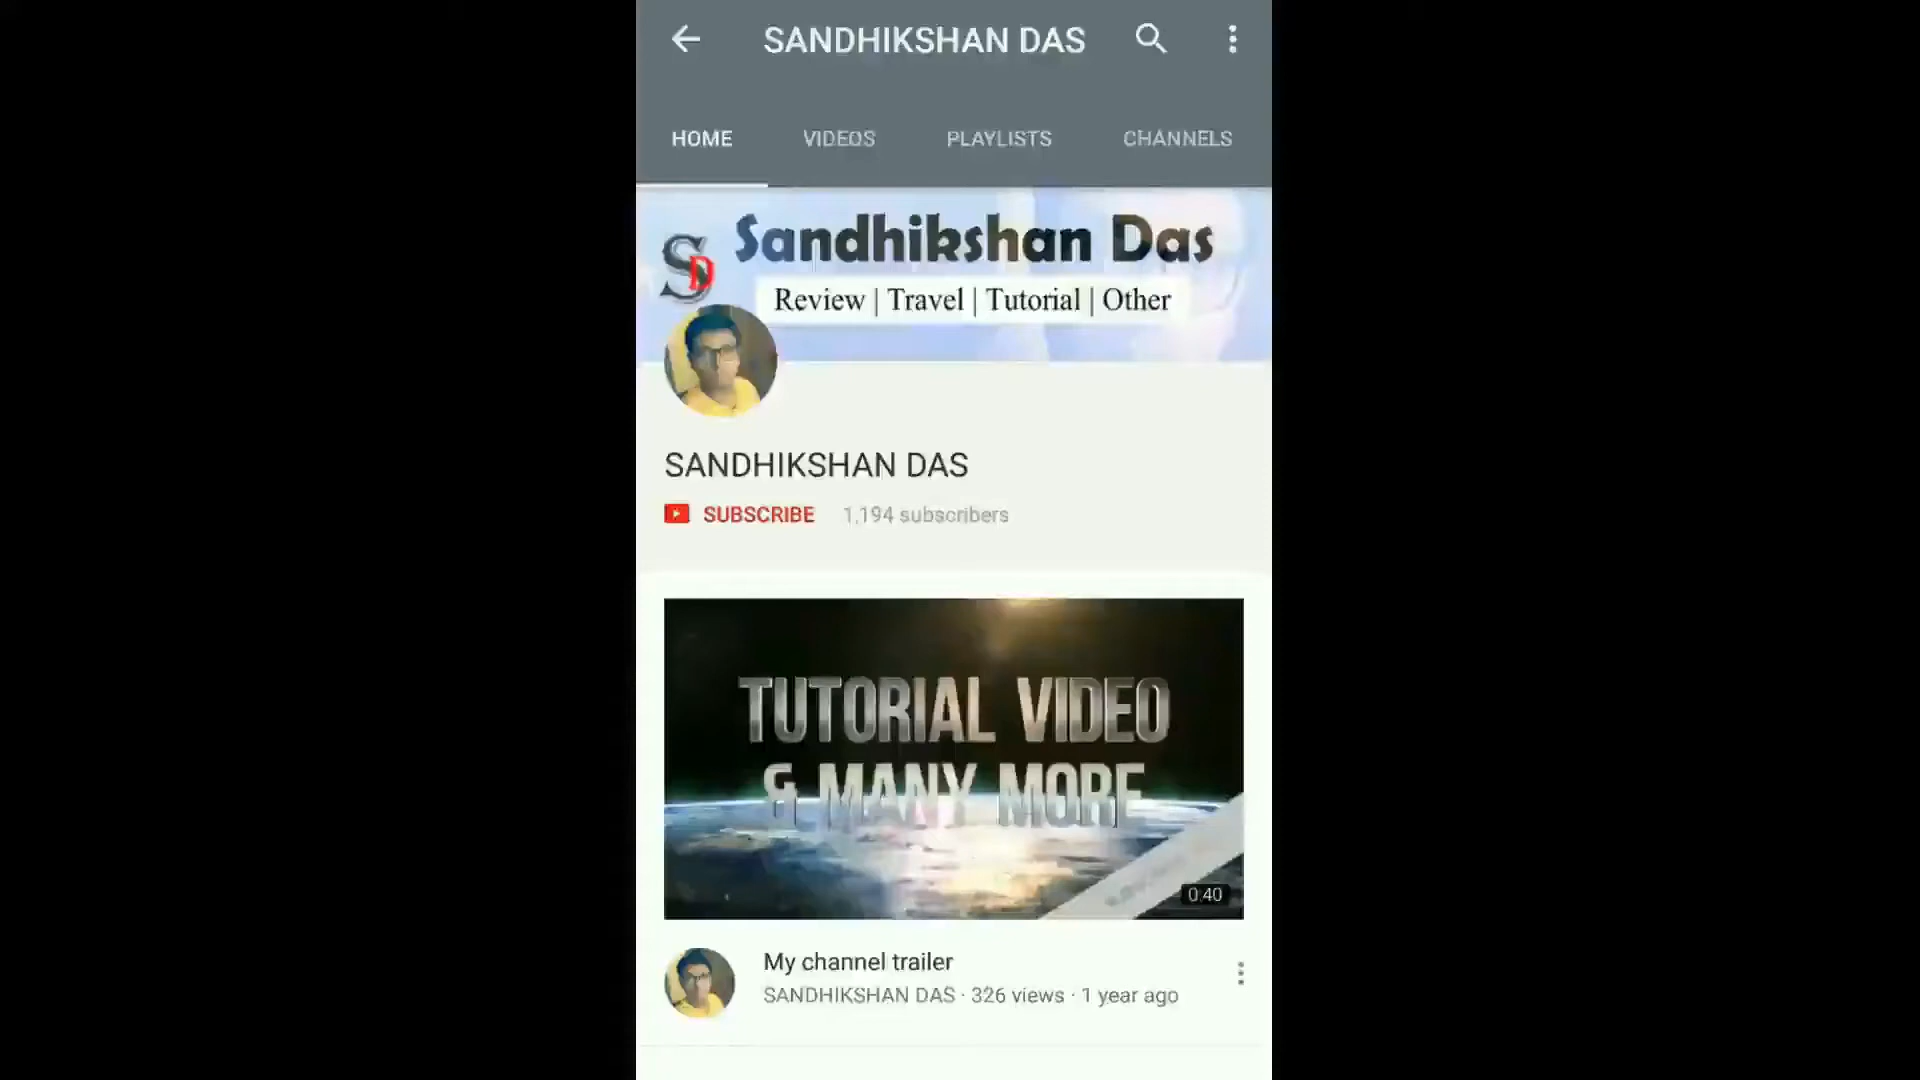 SANDHIKSHAN DAS
HOME VIDEOS PLAYLISTS CHANNELS
SD
Sandhikshan Das
Review | Travel | Tutorial | Other
SANDHIKSHAN DAS
SUBSCRIBE 1,194 subscribers
TUTORIAL VIDEO
& MANY MORE
0:40
My channel trailer
SANDHIKSHAN DAS · 326 views · 1 year ago